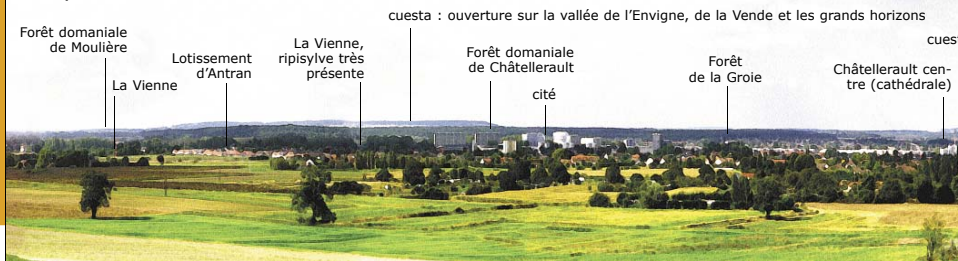 cuesta : ouverture sur la vallée de l'Envigne, de la Vende et les grands horizons
Forêt domaniale
de Moulière
La Vienne
Lotissement
d'Antran
La Vienne,
ripisylve très
présente
Forêt domaniale
de Châtellerault
cité
Forêt
de la Groie
cuest
Châtellerault cen-
tre (cathédrale)